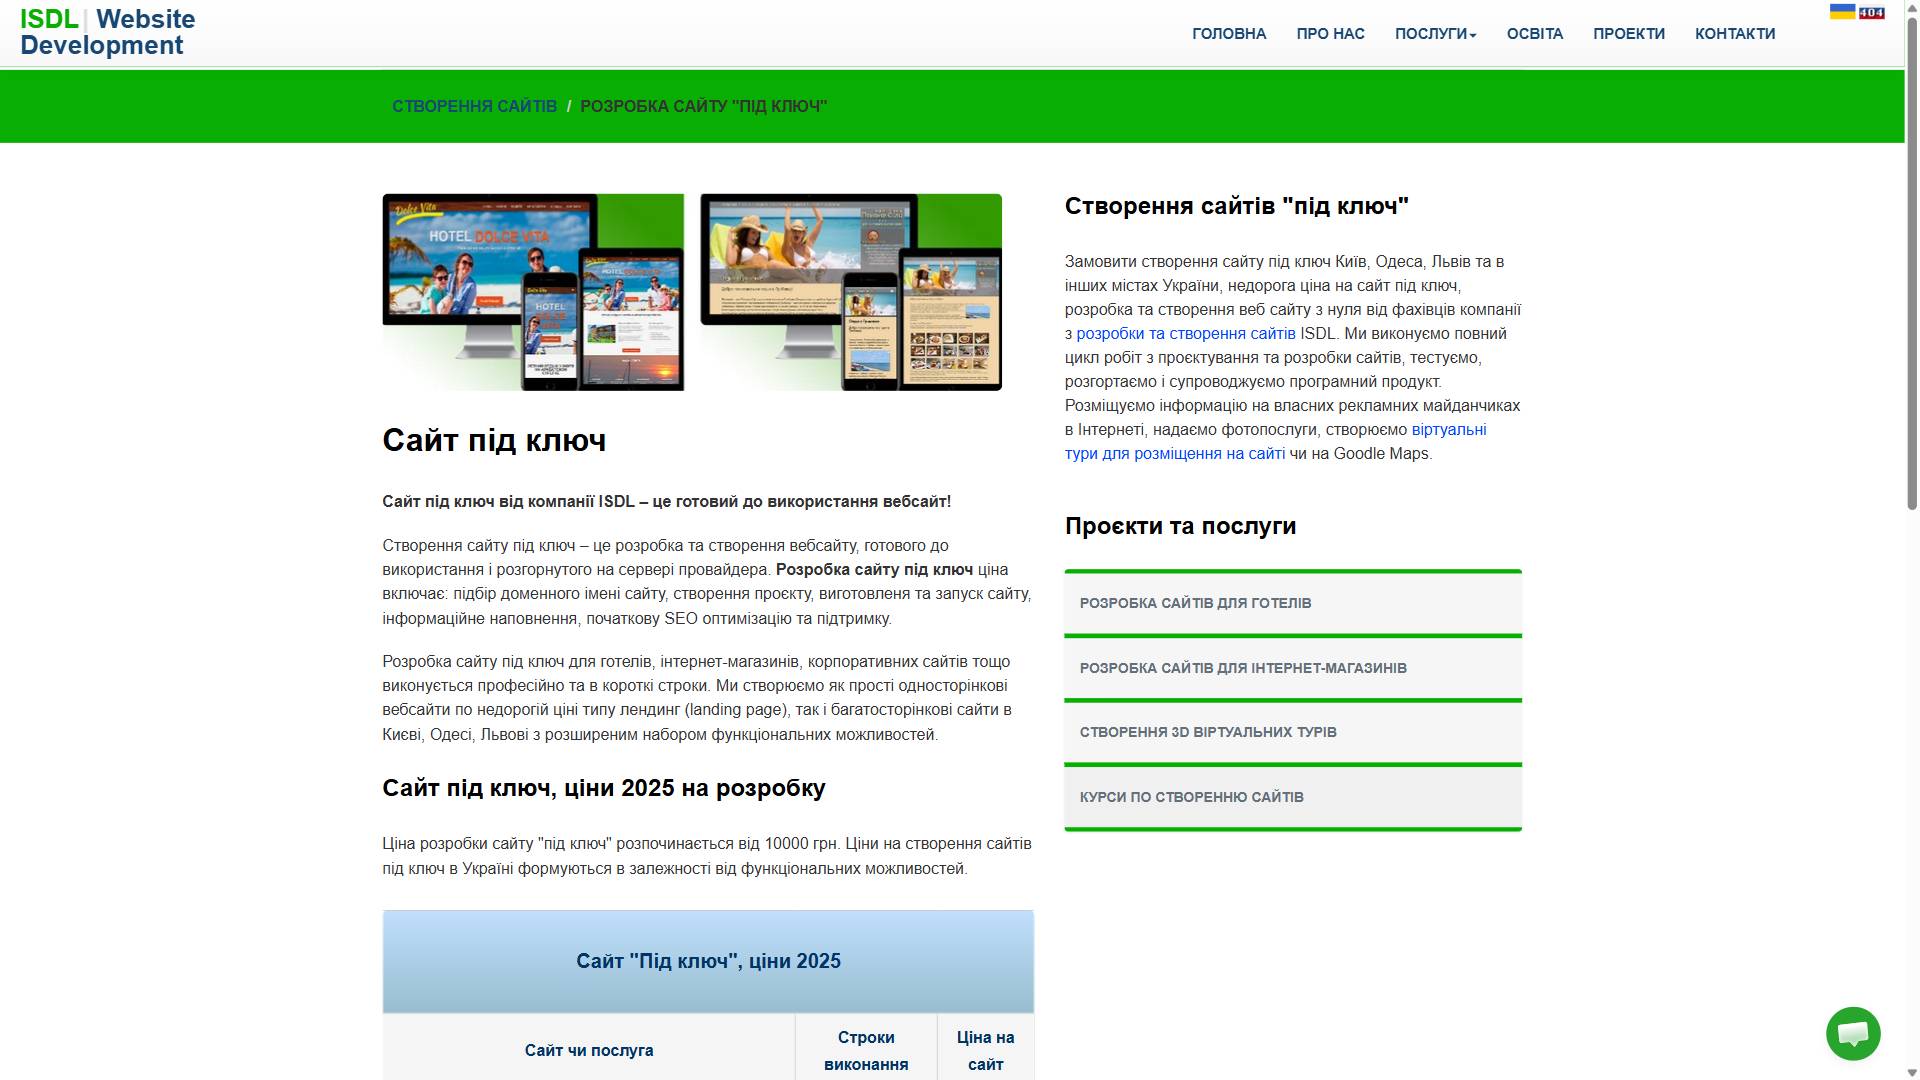 ISDL | Website
Development
ГОЛОВНА ПРО НАС ПОСЛУГИ ОСВІТА ПРОЕКТИ КОНТАКТИ
404
СТВОРЕННЯ САЙТІВ / РОЗРОБКА САЙТУ "ПІД КЛЮЧ"
Dolce Vita
HOTEL DOLCE VITA
HOTEL
DOLCE
VITA
Сайт під ключ
Сайт під ключ від компанії ISDL – це готовий до використання вебсайт!
Створення сайту під ключ – це розробка та створення вебсайту, готового до
використання і розгорнутого на сервері провайдера. Розробка сайту під ключ ціна
включає: підбір доменного імені сайту, створення проєкту, виготовленя та запуск сайту,
інформаційне наповнення, початкову SEO оптимізацію та підтримку.
Розробка сайту під ключ для готелів, інтернет-магазинів, корпоративних сайтів тощо
виконується професійно та в короткі строки. Ми створюємо як прості односторінкові
вебсайти по недорогій ціні типу лендинг (landing page), так і багатосторінкові сайти в
Києві, Одесі, Львові з розширеним набором функціональних можливостей.
Сайт під ключ, ціни 2025 на розробку
Ціна розробки сайту "під ключ" розпочинається від 10000 грн. Ціни на створення сайтів
під ключ в Україні формуються в залежності від функціональних можливостей.
Сайт "Під ключ", ціни 2025
Сайт чи послуга
Строки
виконання
Ціна на
сайт
Створення сайтів "під ключ"
Замовити створення сайту під ключ Київ, Одеса, Львів та в
інших містах України, недорога ціна на сайт під ключ,
розробка та створення веб сайту з нуля від фахівців компанії
з розробки та створення сайтів ISDL. Ми виконуємо повний
цикл робіт з проєктування та розробки сайтів, тестуємо,
розгортаємо і супроводжуємо програмний продукт.
Розміщуємо інформацію на власних рекламних майданчиках
в Інтернеті, надаємо фотопослуги, створюємо віртуальні
тури для розміщення на сайті чи на Goodle Maps.
Проєкти та послуги
РОЗРОБКА САЙТІВ ДЛЯ ГОТЕЛІВ
РОЗРОБКА САЙТІВ ДЛЯ ІНТЕРНЕТ-МАГАЗИНІВ
СТВОРЕННЯ 3D ВІРТУАЛЬНИХ ТУРІВ
КУРСИ ПО СТВОРЕННЮ САЙТІВ